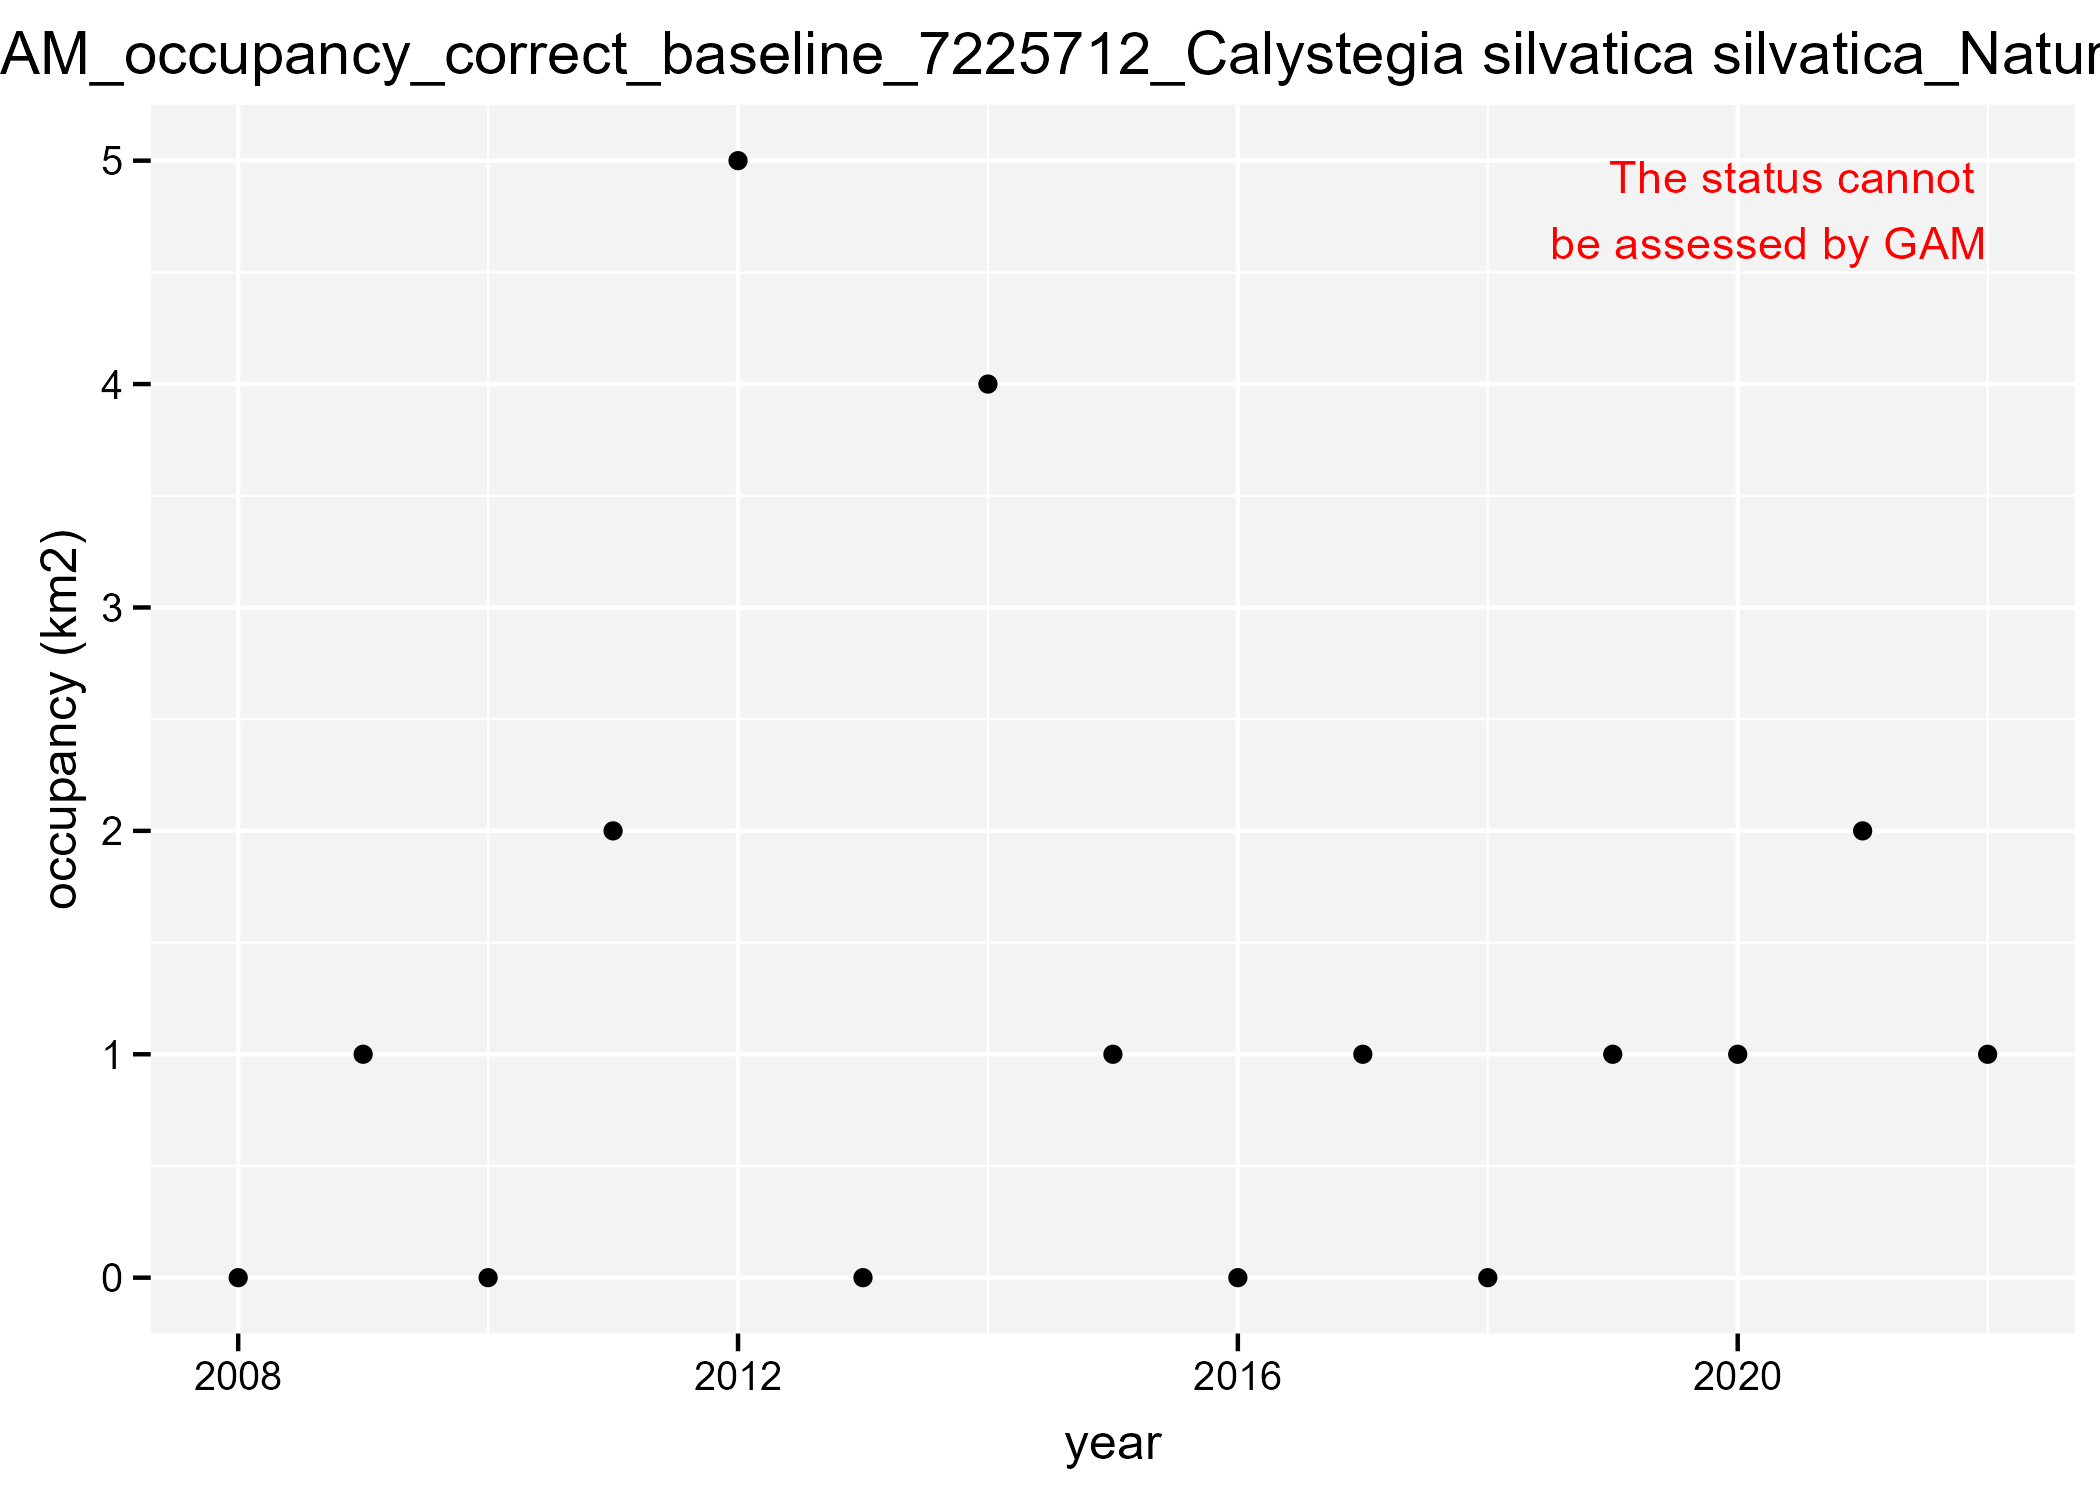 AM_occupancy_correct_baseline_7225712_Calystegia silvatica silvatica_Natur
The status cannot
be assessed by GAM
occupancy (km2)
5
4
3
2
1
0
2008
2012
2016
2020
year